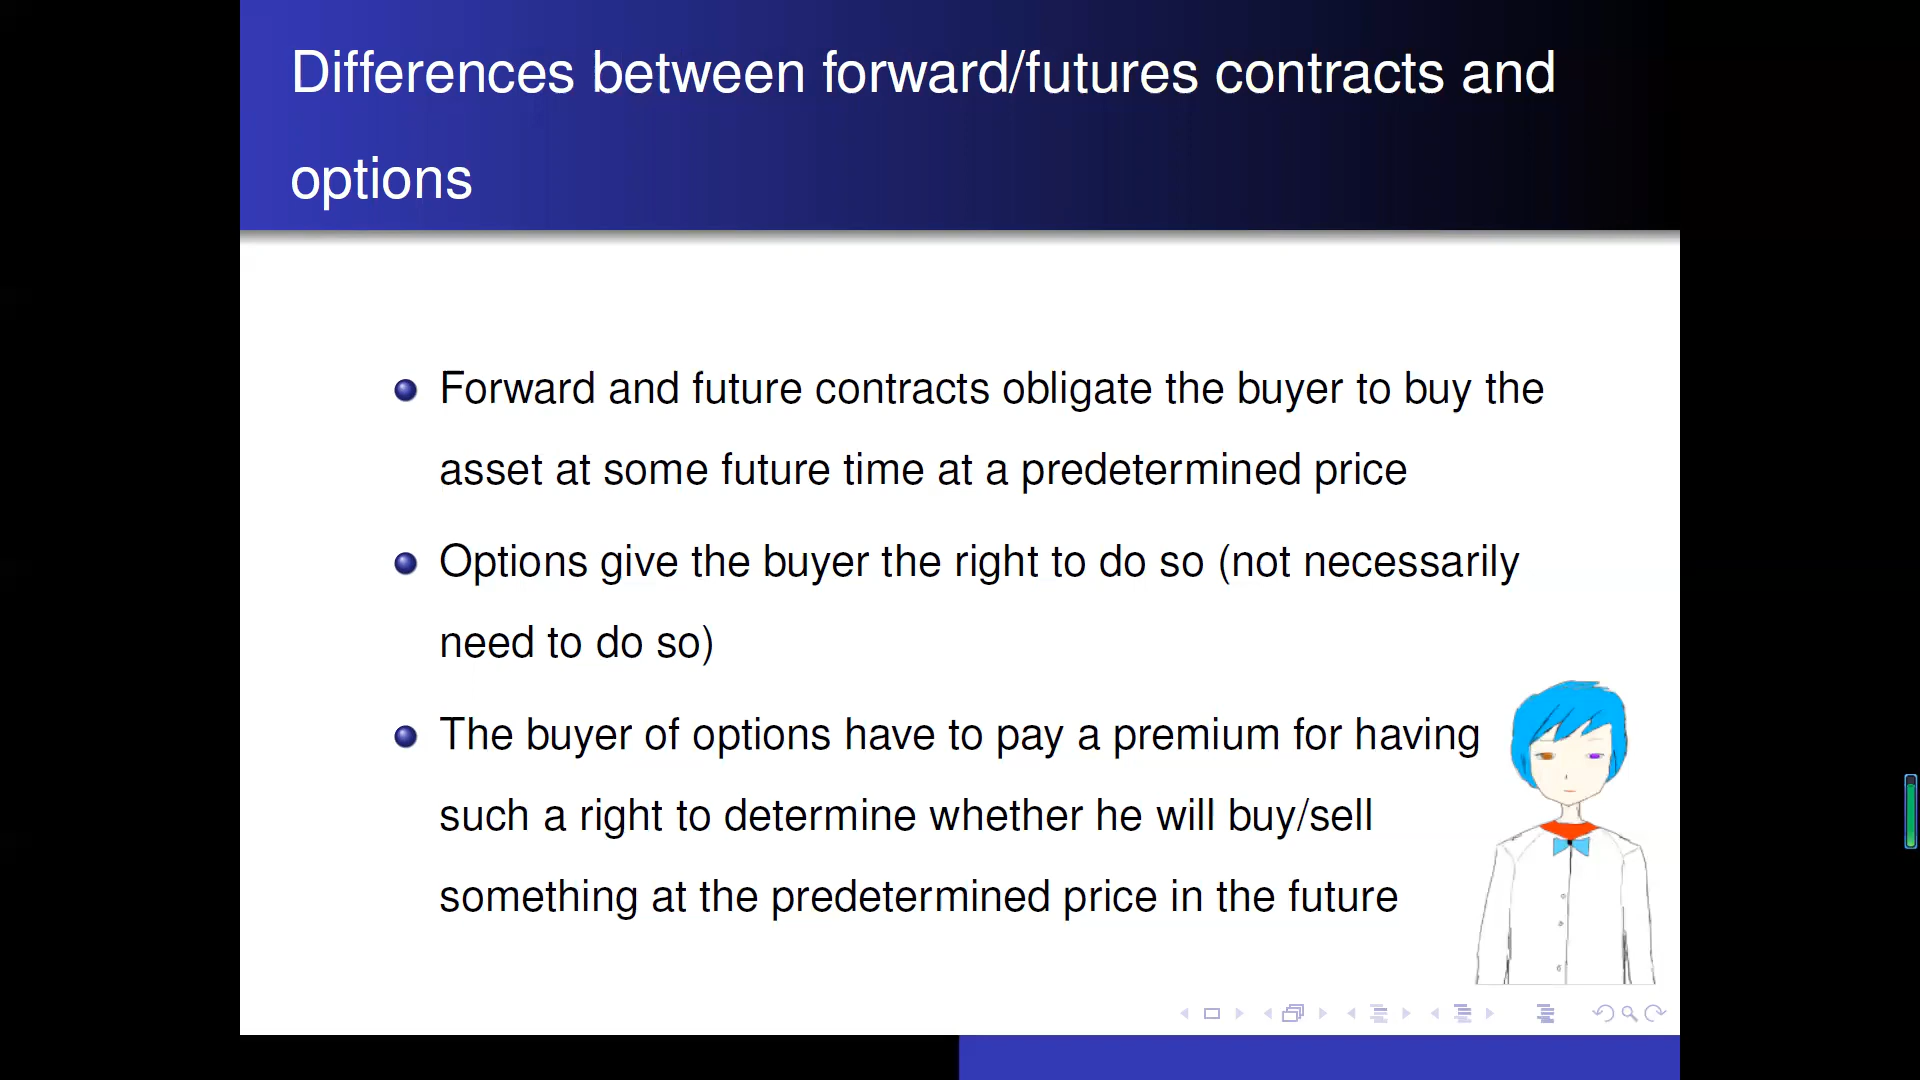 Differences between forward/futures contracts and
options
Forward and future contracts obligate the buyer to buy the
asset at some future time at a predetermined price
Options give the buyer the right to do so (not necessarily
need to do so)
The buyer of options have to pay a premium for having
such a right to determine whether he will buy/sell
something at the predetermined price in the future